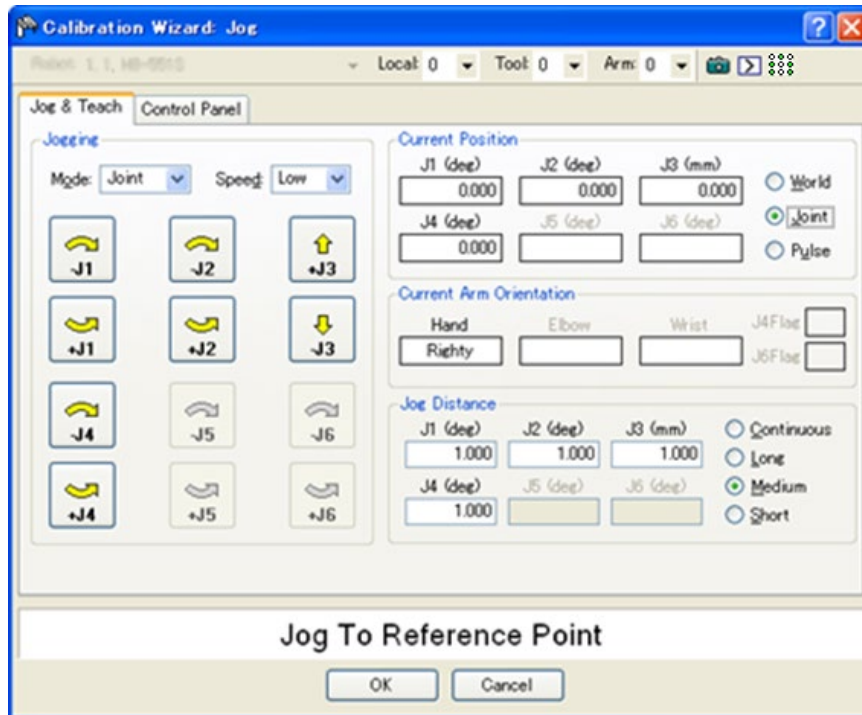 Calibration Wizard: Jog
Local: 0 Tool: 0 Arm: 0
Jog & Teach Control Panel
Jogging
Mode: Joint Speed: Low
-J1 -J2 +J3
+J1 +J2 -J3
-J4 -J5 -J6
+J4 +J5 +J6
Current Position
J1 (deg) J2 (deg) J3 (mm)
0.000 0.000 0.000
J4 (deg) J5 (deg) J6 (deg)
0.000
World
Joint
Pulse
Current Arm Orientation
Hand Elbow Wrist
Righty
J4Flag
J6Flag
Jog Distance
J1 (deg) J2 (deg) J3 (mm)
1.000 1.000 1.000
J4 (deg) J5 (deg) J6 (deg)
1.000
Continuous
Long
Medium
Short
Jog To Reference Point
OK Cancel